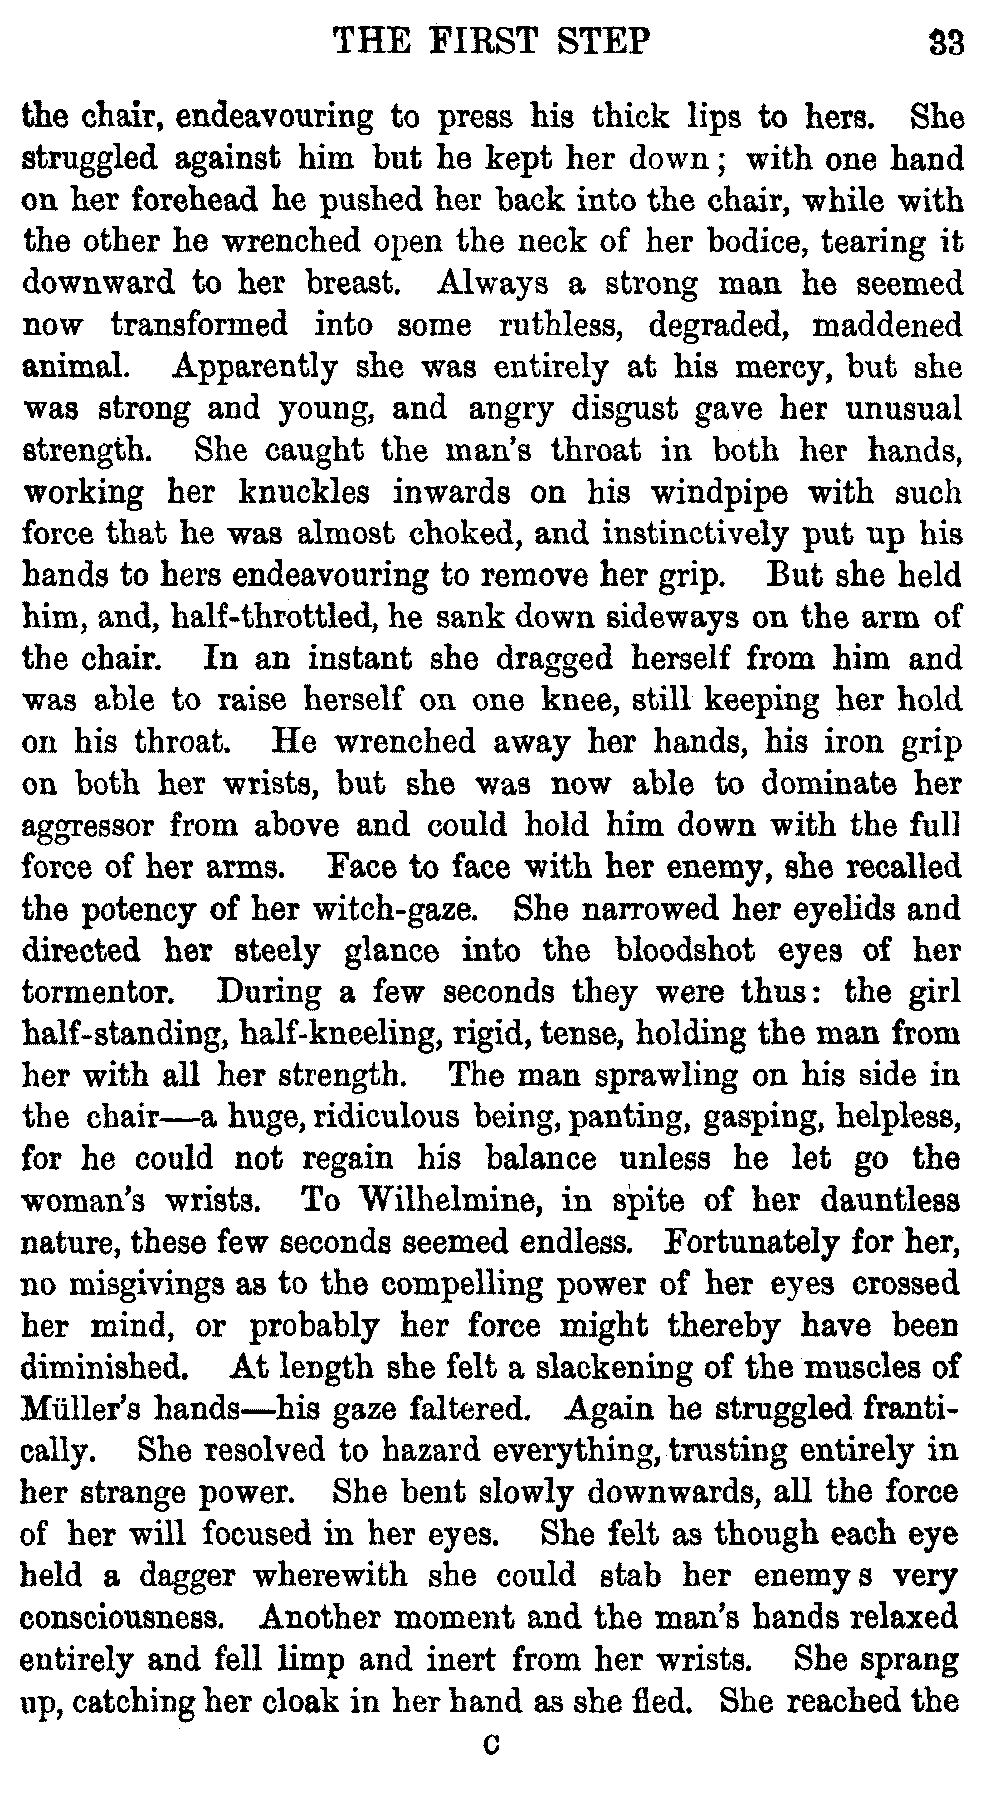 THE FIRST STEP 33
the chair, endeavouring to press his thick lips to hers. She
struggled against him but he kept her down; with one hand
on her forehead he pushed her back into the chair, while with
the other he wrenched open the neck of her bodice, tearing it
downward to her breast. Always a strong man he seemed
now transformed into some ruthless, degraded, maddened
animal. Apparently she was entirely at his mercy, but she
was strong and young, and angry disgust gave her unusual
strength. She caught the man's throat in both her hands,
working her knuckles inwards on his windpipe with such
force that he was almost choked, and instinctively put up his
hands to hers endeavouring to remove her grip. But she held
him, and, half-throttled, he sank down sideways on the arm of
the chair. In an instant she dragged herself from him and
was able to raise herself on one knee, still keeping her hold
on his throat. He wrenched away her hands, his iron grip
on both her wrists, but she was now able to dominate her
aggressor from above and could hold him down with the full
force of her arms. Face to face with her enemy, she recalled
the potency of her witch-gaze. She narrowed her eyelids and
directed her steely glance into the bloodshot eyes of her
tormentor. During a few seconds they were thus: the girl
half-standing, half-kneeling, rigid, tense, holding the man from
her with all her strength. The man sprawling on his side in
the chair—a huge, ridiculous being, panting, gasping, helpless,
for he could not regain his balance unless he let go the
woman's wrists. To Wilhelmine, in spite of her dauntless
nature, these few seconds seemed endless. Fortunately for her,
no misgivings as to the compelling power of her eyes crossed
her mind, or probably her force might thereby have been
diminished. At length she felt a slackening of the muscles of
Müller's hands—his gaze faltered. Again he struggled franti-
cally. She resolved to hazard everything, trusting entirely in
her strange power. She bent slowly downwards, all the force
of her will focused in her eyes. She felt as though each eye
held a dagger wherewith she could stab her enemy s very
consciousness. Another moment and the man's hands relaxed
entirely and fell limp and inert from her wrists. She sprang
up, catching her cloak in her hand as she fled. She reached the
C